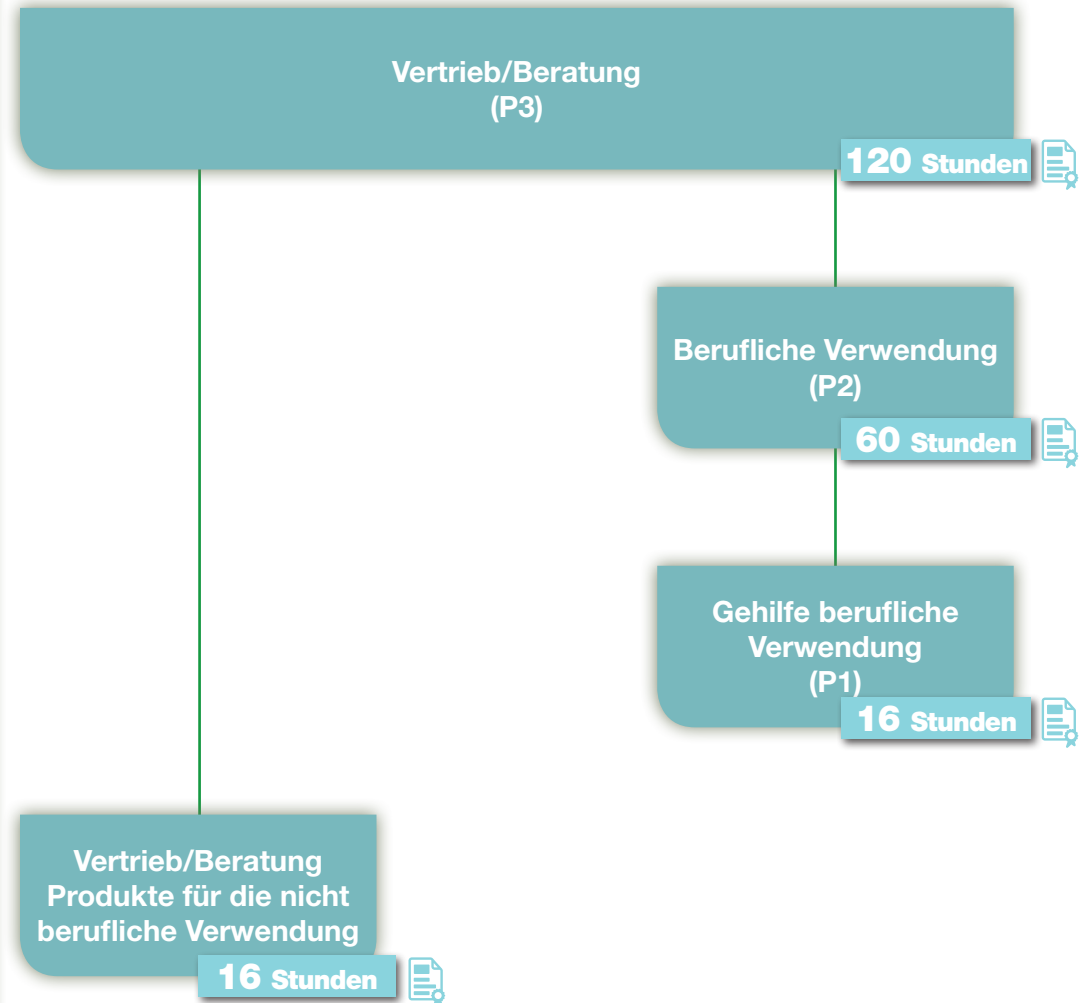 Vertrieb/Beratung
(P3)
120 Stunden
Berufliche Verwendung
(P2)
60 Stunden
Gehilfe berufliche
Verwendung
(P1)
16 Stunden
Vertrieb/Beratung
Produkte für die nicht
berufliche Verwendung
16 Stunden